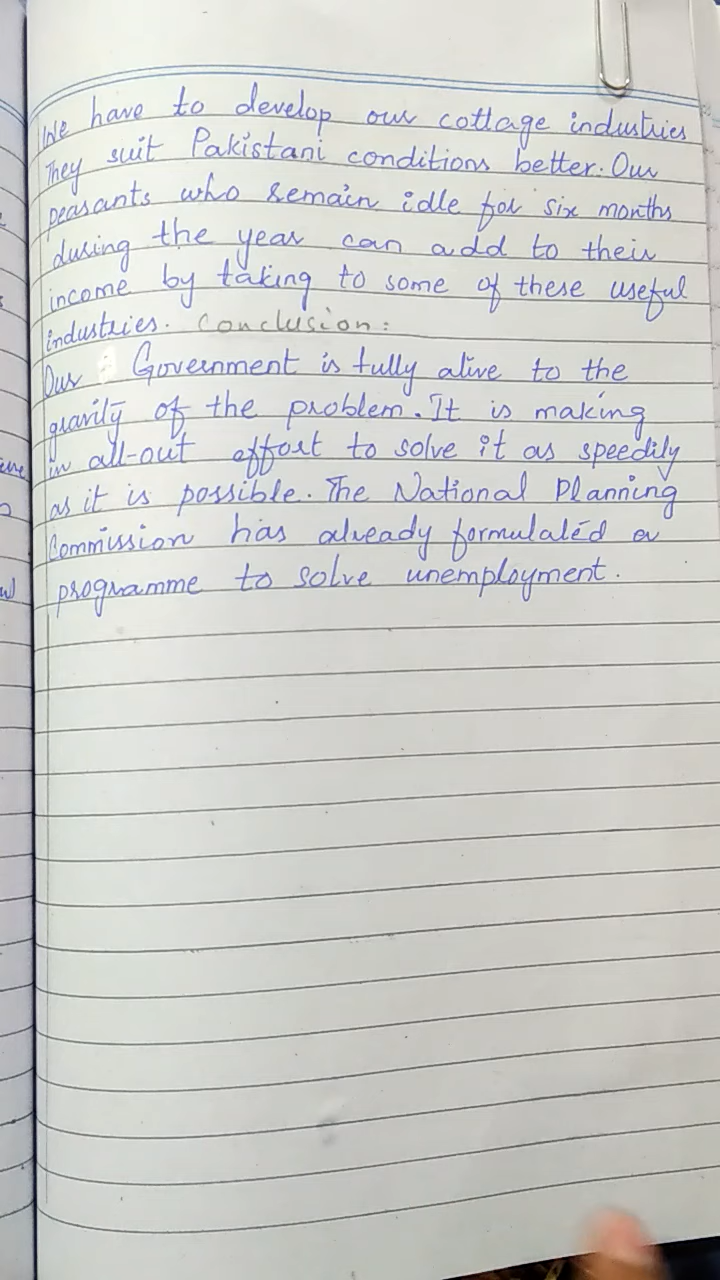 We have to develop our cottage industries
They suit Pakistani conditions better. Our
peasants who remain idle for six months
during the year can add to their
income by taking to some of these useful
industries. Conclusion:
Our Government is fully alive to the
gravity of the problem. It is making
in all-out effort to solve it as speedily
as it is possible. The National Planning
Commission has already formulated a
programme to solve unemployment.